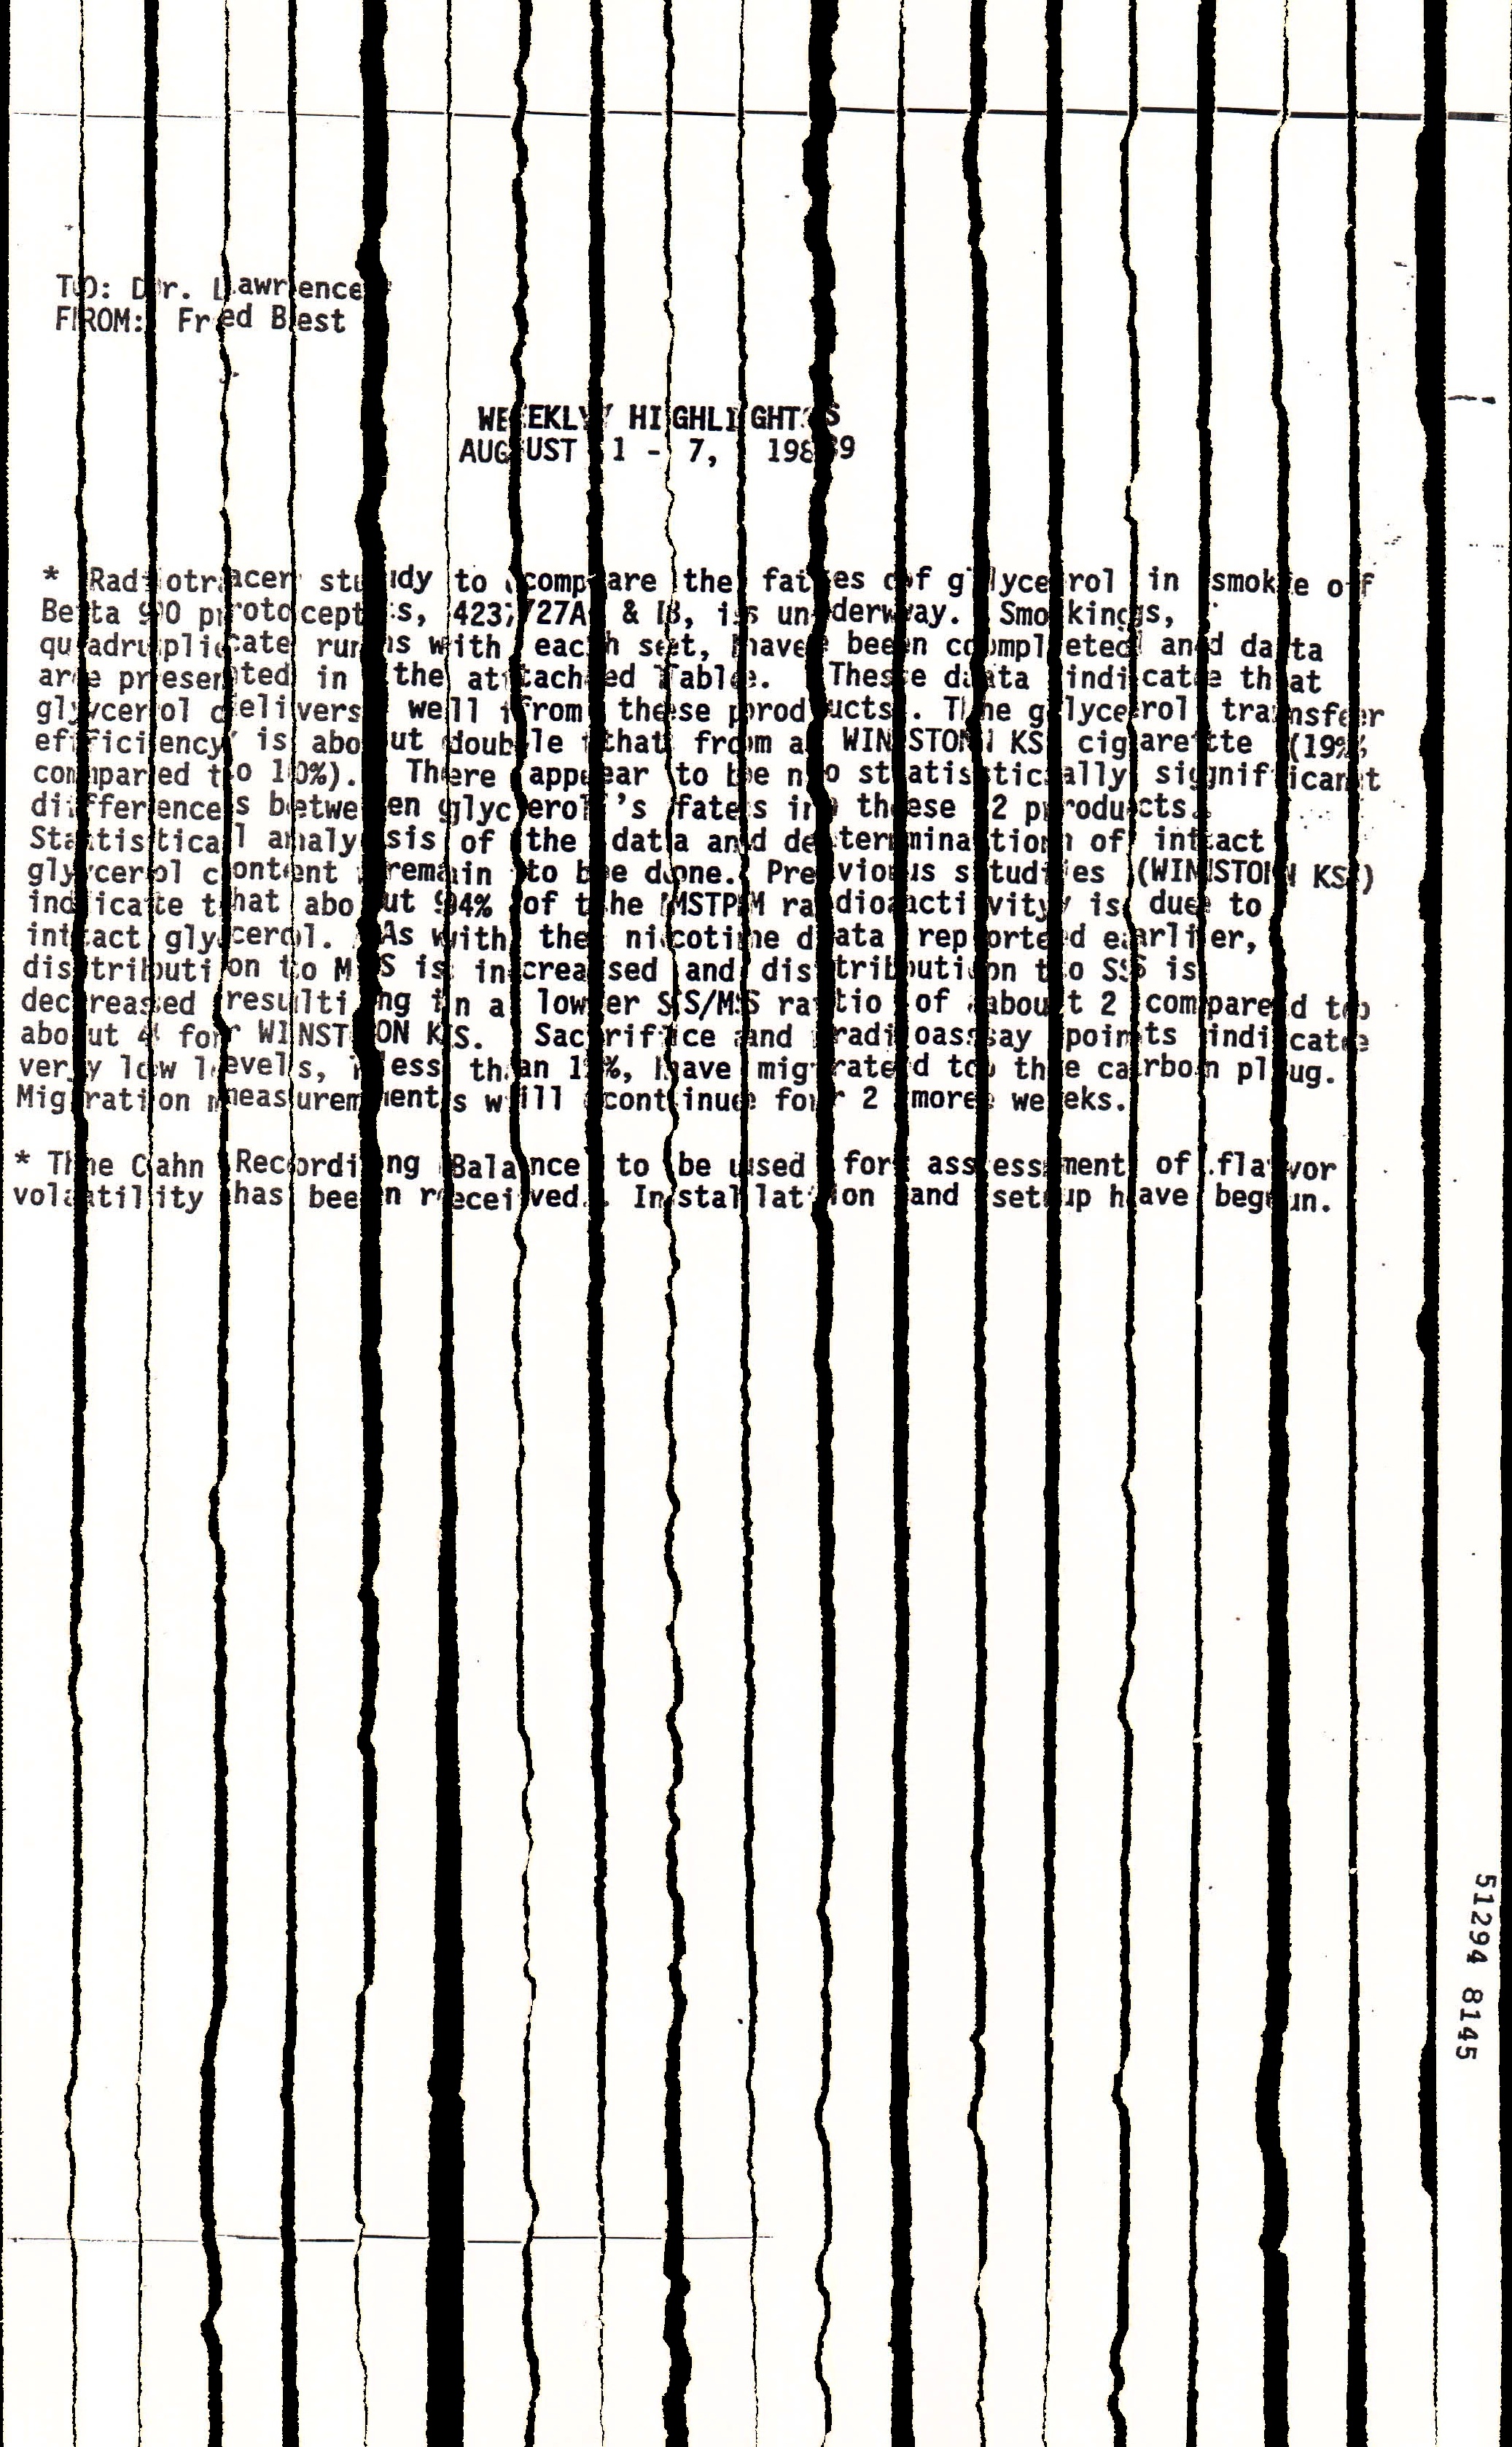 TO: Dr. Lawrence
FROM: Fred Best
WEEKLY HIGHLIGHTS
AUGUST 1 - 7, 1989
* Radiotracer study to compare the fates of glycerol in smoke of
Beta 90 protocepts, 423727A & B, is underway. Smokings,
quadruplicate runs with each set, have been completed and data
are presented in the attached Table. These data indicate that
glycerol delivers well from these products. The glycerol transfer
efficiency is about double that from a WINSTON KS cigarette (19%
compared to 10%). There appear to be no statistically significant
differences between glycerol's fates in these 2 products.
Statistical analysis of the data and determination of intact
glycerol content remain to be done. Previous studies (WINSTON KS)
indicate that about 94% of the MSTPM radioactivity is due to
intact glycerol. As with the nicotine data reported earlier,
distribution to MS is increased and distribution to SS is
decreased resulting in a lower SS/MS ratio of about 2 compared to
about 4 for WINSTON KS. Sacrifice and radioassay points indicate
very low levels, less than 1%, have migrated to the carbon plug.
Migration measurements will continue for 2 more weeks.
* The Cahn Recording Balance to be used for assessment of flavor
volatility has been received. Installation and setup have begun.
51294 8145